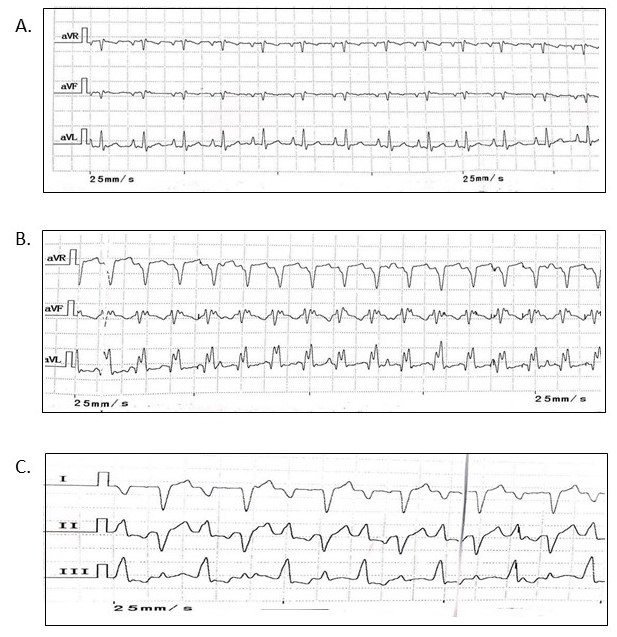 A.
aVR
aVF
aVL
25mm/s 25mm/s
B.
aVR
aVF
aVL
25mm/s 25mm/s
C.
I
II
III
25mm/s